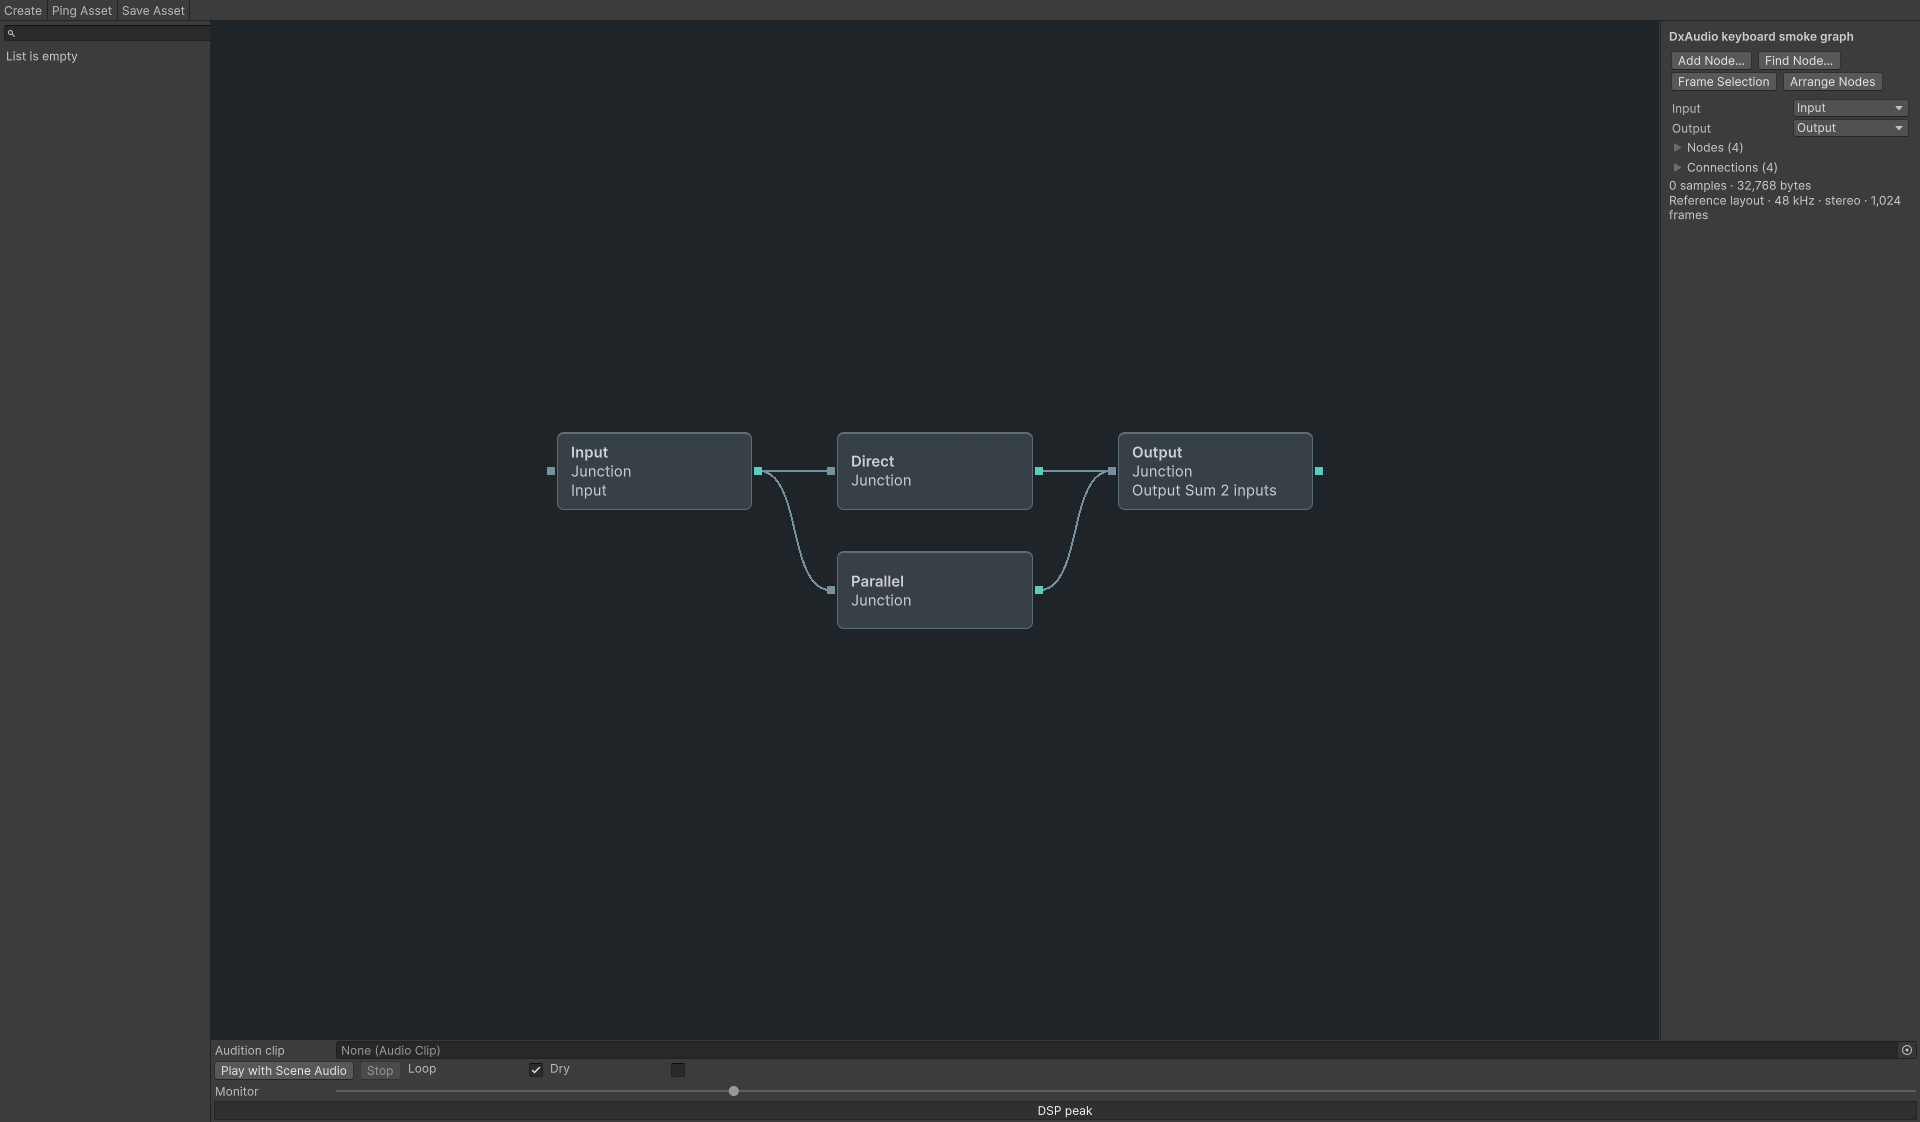 Create Ping Asset Save Asset
List is empty
DxAudio keyboard smoke graph
Add Node... Find Node...
Frame Selection Arrange Nodes
Input Input
Output Output
Nodes (4)
Connections (4)
0 samples · 32,768 bytes
Reference layout · 48 kHz · stereo · 1,024
frames
Input
Junction
Input
Direct
Junction
Output
Junction
Output Sum 2 inputs
Parallel
Junction
Audition clip None (Audio Clip)
Play with Scene Audio Stop Loop Dry
Monitor
DSP peak